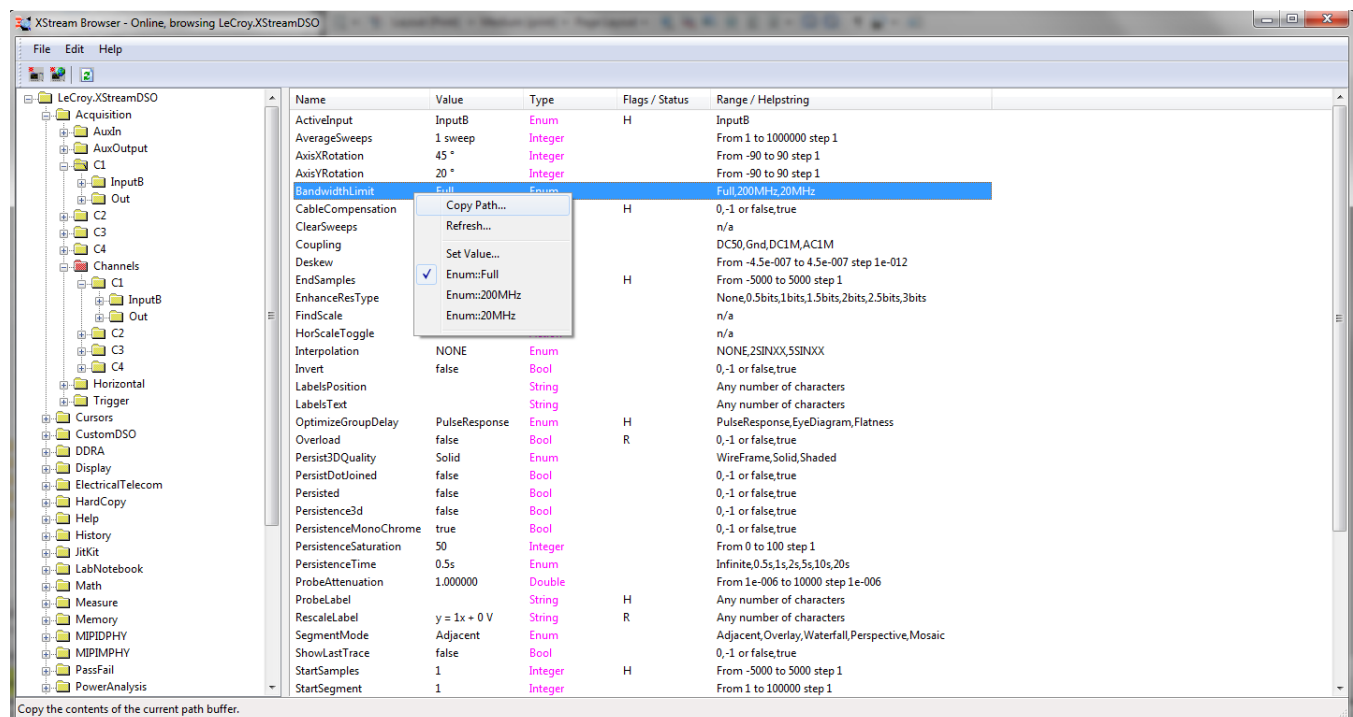 XStream Browser - Online, browsing LeCroy.XStreamDSO
File Edit Help
LeCroy.XStreamDSO
Acquisition
AuxIn
AuxOutput
C1
InputB
Out
C2
C3
C4
Channels
C1
InputB
Out
C2
C3
C4
Horizontal
Trigger
Cursors
CustomDSO
DDRA
Display
ElectricalTelecom
HardCopy
Help
History
JitKit
LabNotebook
Math
Measure
Memory
MIPIDPHY
MIPIMPHY
PassFail
PowerAnalysis
Name Value Type Flags / Status Range / Helpstring
ActiveInput InputB Enum H InputB
AverageSweeps 1 sweep Integer From 1 to 1000000 step 1
AxisXRotation 45 ° Integer From -90 to 90 step 1
AxisYRotation 20 ° Integer From -90 to 90 step 1
BandwidthLimit Full Enum Full,200MHz,20MHz
CableCompensation H 0,-1 or false,true
ClearSweeps n/a
Coupling DC50,Gnd,DC1M,AC1M
Deskew From -4.5e-007 to 4.5e-007 step 1e-012
EndSamples H From -5000 to 5000 step 1
EnhanceResType None,0.5bits,1bits,1.5bits,2bits,2.5bits,3bits
FindScale n/a
HorScaleToggle n/a
Interpolation NONE Enum NONE,2SINXX,5SINXX
Invert false Bool 0,-1 or false,true
LabelsPosition String Any number of characters
LabelsText String Any number of characters
OptimizeGroupDelay PulseResponse Enum H PulseResponse,EyeDiagram,Flatness
Overload false Bool R 0,-1 or false,true
Persist3DQuality Solid Enum WireFrame,Solid,Shaded
PersistDotJoined false Bool 0,-1 or false,true
Persisted false Bool 0,-1 or false,true
Persistence3d false Bool 0,-1 or false,true
PersistenceMonoChrome true Bool 0,-1 or false,true
PersistenceSaturation 50 Integer From 0 to 100 step 1
PersistenceTime 0.5s Enum Infinite,0.5s,1s,2s,5s,10s,20s
ProbeAttenuation 1.000000 Double From 1e-006 to 10000 step 1e-006
ProbeLabel String H Any number of characters
RescaleLabel y = 1x + 0 V String R Any number of characters
SegmentMode Adjacent Enum Adjacent,Overlay,Waterfall,Perspective,Mosaic
ShowLastTrace false Bool 0,-1 or false,true
StartSamples 1 Integer H From -5000 to 5000 step 1
StartSegment 1 Integer From 1 to 100000 step 1
Copy Path...
Refresh...
Set Value...
Enum::Full
Enum::200MHz
Enum::20MHz
Copy the contents of the current path buffer.